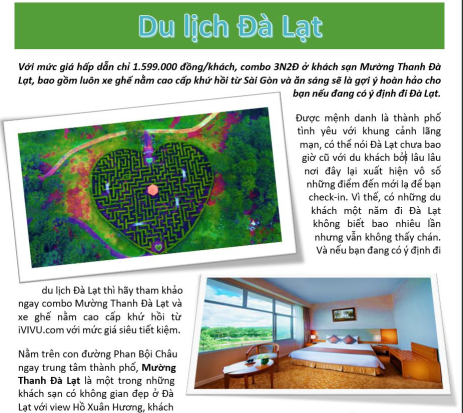 Du lịch Đà Lạt
Với mức giá hấp dẫn chỉ 1.599.000 đồng/khách, combo 3N2Đ ở khách sạn Mường Thanh Đà
Lạt, bao gồm luôn xe ghế nằm cao cấp khứ hồi từ Sài Gòn và ăn sáng sẽ là gợi ý hoàn hảo cho
bạn nếu đang có ý định đi Đà Lạt.
Được mệnh danh là thành phố
tình yêu với khung cảnh lãng
mạn, có thể nói Đà Lạt chưa bao
giờ cũ với du khách bởi lâu lâu
nơi đây lại xuất hiện vô số
những điểm đến mới lạ để bạn
check-in. Vì thế, có những du
khách một năm đi Đà Lạt
không biết bao nhiêu lần
nhưng vẫn không thấy chán.
Và nếu bạn đang có ý định đi
du lịch Đà Lạt thì hãy tham khảo
ngay combo Mường Thanh Đà Lạt và
xe ghế nằm cao cấp khứ hồi từ
iVIVU.com với mức giá siêu tiết kiệm.
Nằm trên con đường Phan Bội Châu
ngay trung tâm thành phố, Mường
Thanh Đà Lạt là một trong những
khách sạn có không gian đẹp ở Đà
Lạt với view Hồ Xuân Hương, khách